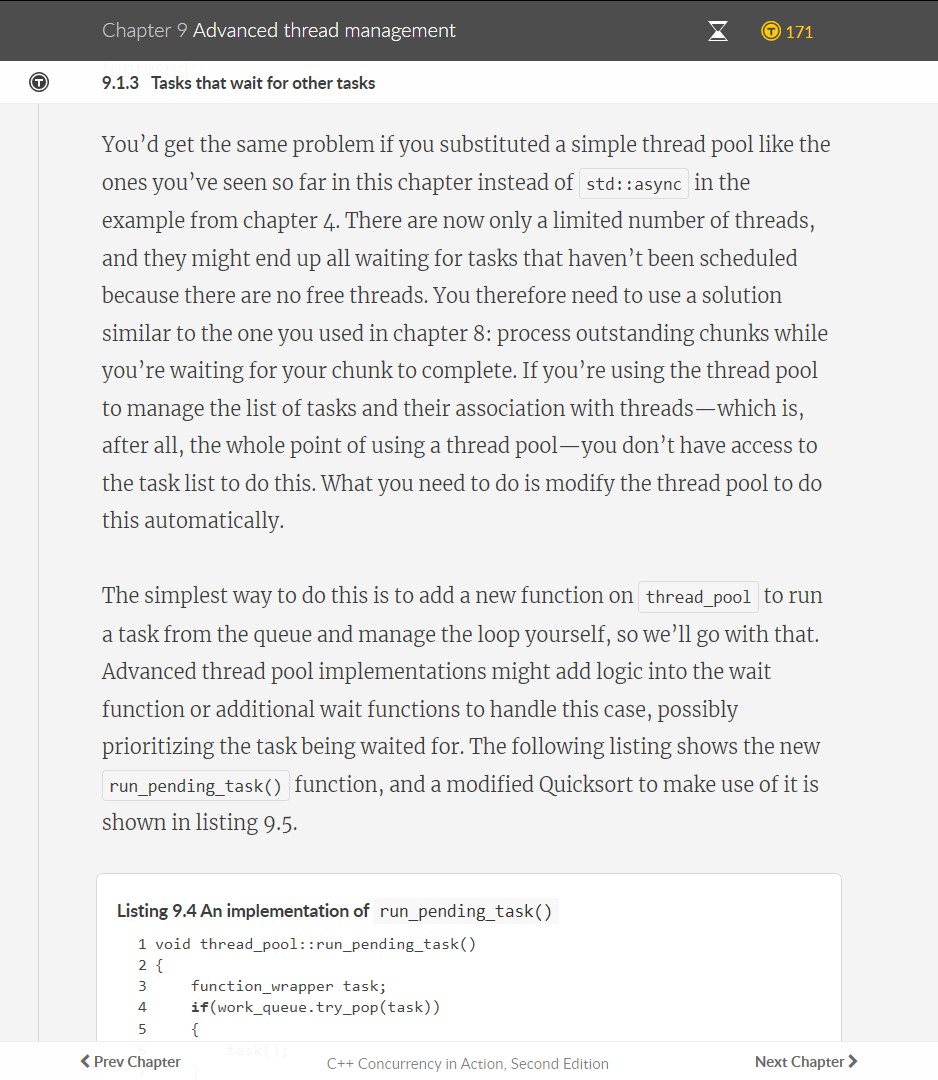 Chapter 9 Advanced thread management
171
9.1.3 Tasks that wait for other tasks
You’d get the same problem if you substituted a simple thread pool like the
ones you’ve seen so far in this chapter instead of std::async in the
example from chapter 4. There are now only a limited number of threads,
and they might end up all waiting for tasks that haven’t been scheduled
because there are no free threads. You therefore need to use a solution
similar to the one you used in chapter 8: process outstanding chunks while
you’re waiting for your chunk to complete. If you’re using the thread pool
to manage the list of tasks and their association with threads—which is,
after all, the whole point of using a thread pool—you don’t have access to
the task list to do this. What you need to do is modify the thread pool to do
this automatically.
The simplest way to do this is to add a new function on thread_pool to run
a task from the queue and manage the loop yourself, so we’ll go with that.
Advanced thread pool implementations might add logic into the wait
function or additional wait functions to handle this case, possibly
prioritizing the task being waited for. The following listing shows the new
run_pending_task() function, and a modified Quicksort to make use of it is
shown in listing 9.5.
Listing 9.4 An implementation of run_pending_task()
1 void thread_pool::run_pending_task()
2 {
3     function_wrapper task;
4     if(work_queue.try_pop(task))
5     {
6         task();
Prev Chapter
C++ Concurrency in Action, Second Edition
Next Chapter